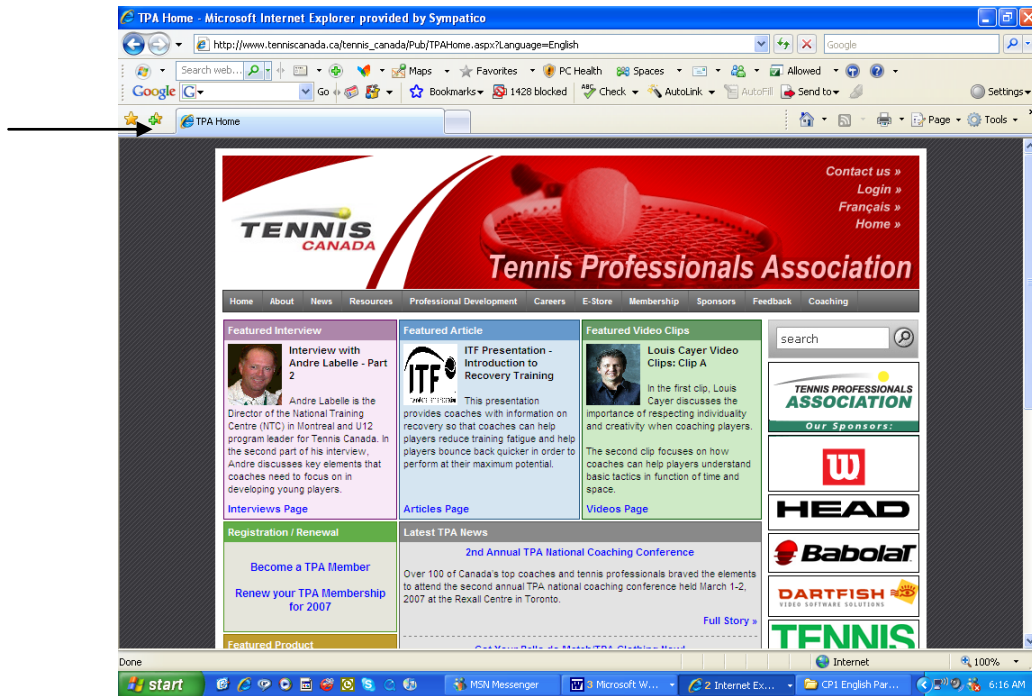 TPA Home - Microsoft Internet Explorer provided by Sympatico
http://www.tenniscanada.ca/tennis_canada/Pub/TPAHome.aspx?Language=English
Google
Search web...
Maps
Favorites
PC Health
Spaces
Allowed
Google
G
Go
Bookmarks
1428 blocked
Check
AutoLink
AutoFill
Send to
Settings
TPA Home
Page
Tools
TENNIS
CANADA
Contact us »
Login »
Français »
Home »
Tennis Professionals Association
Home About News Resources Professional Development Careers E-Store Membership Sponsors Feedback Coaching
Featured Interview
Interview with
Andre Labelle - Part
2
Andre Labelle is the
Director of the National Training
Centre (NTC) in Montreal and U12
program leader for Tennis Canada. In
the second part of his interview,
Andre discusses key elements that
coaches need to focus on in
developing young players.
Interviews Page
Featured Article
ITF
ITF Presentation -
Introduction to
Recovery Training
This presentation
provides coaches with information on
recovery so that coaches can help
players reduce training fatigue and help
players bounce back quicker in order to
perform at their maximum potential.
Articles Page
Featured Video Clips
Louis Cayer Video
Clips: Clip A
In the first clip, Louis
Cayer discusses the
importance of respecting individuality
and creativity when coaching players.
The second clip focuses on how
coaches can help players understand
basic tactics in function of time and
space.
Videos Page
search
TENNIS PROFESSIONALS
ASSOCIATION
Our Sponsors:
W
HEAD
Babolat
DARTFISH
VIDEO SOFTWARE SOLUTIONS
TENNIS
Registration / Renewal
Become a TPA Member
Renew your TPA Membership
for 2007
Featured Product
Latest TPA News
2nd Annual TPA National Coaching Conference
Over 100 of Canada's top coaches and tennis professionals braved the elements
to attend the second annual TPA national coaching conference held March 1-2,
2007 at the Rexall Centre in Toronto.
Full Story »
Done
Internet
100%
start
MSN Messenger
3 Microsoft W...
2 Internet Ex...
CP1 English Par...
6:16 AM